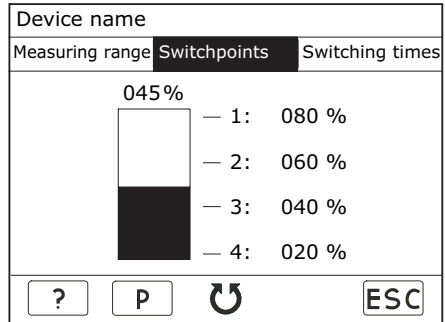 Device name
Measuring range Switchpoints Switching times
045%
1: 080 %
2: 060 %
3: 040 %
4: 020 %
? P ESC